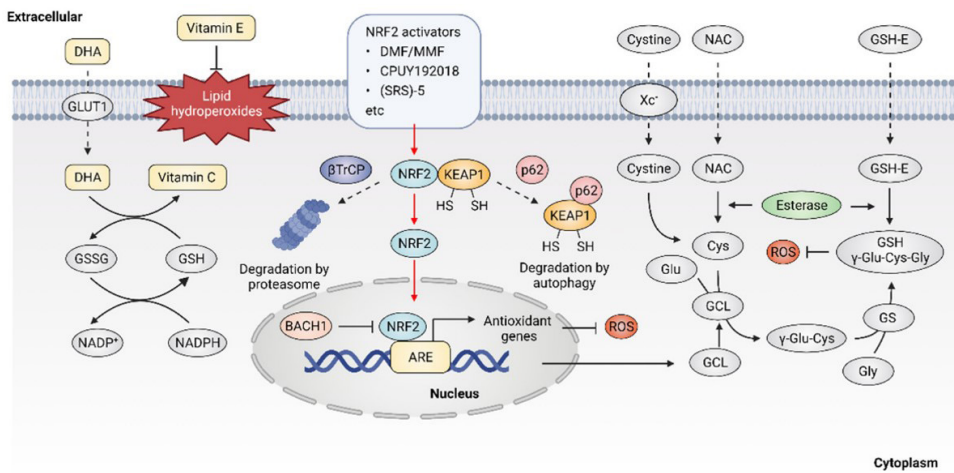 Extracellular
DHA
Vitamin E
NRF2 activators
• DMF/MMF
• CPUY192018
• (SRS)-5
etc
Cystine
NAC
GSH-E
GLUT1
Lipid
hydroperoxides
Xc⁻
DHA
Vitamin C
βTrCP
NRF2
KEAP1
HS
SH
p62
p62
KEAP1
HS
SH
Cystine
NAC
GSH-E
Esterase
GSSG
GSH
Degradation by
proteasome
NRF2
Degradation by
autophagy
Cys
Glu
ROS
GSH
γ-Glu-Cys-Gly
NADP⁺
NADPH
BACH1
NRF2
ARE
Antioxidant
genes
ROS
Nucleus
GCL
GCL
γ-Glu-Cys
GS
Gly
Cytoplasm